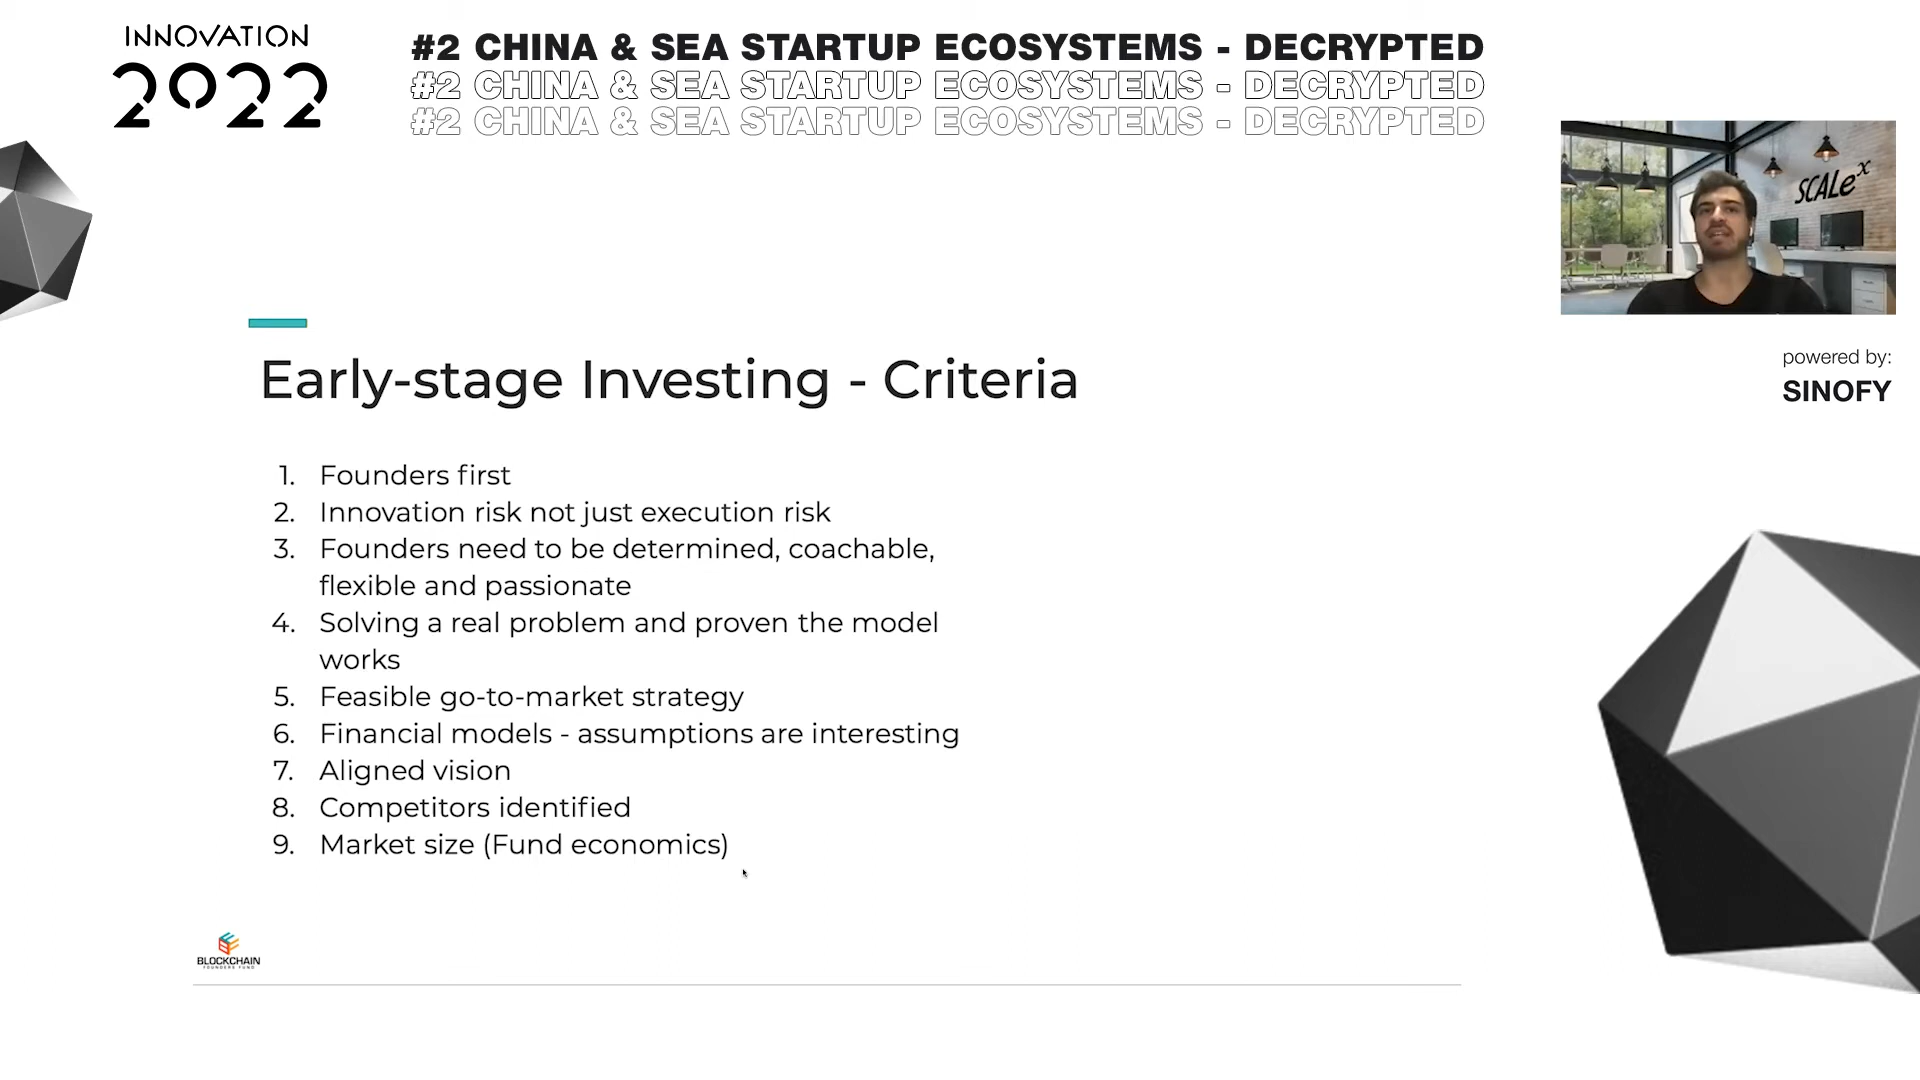 INNOVATION
2022
#2 CHINA & SEA STARTUP ECOSYSTEMS - DECRYPTED
#2 CHINA & SEA STARTUP ECOSYSTEMS - DECRYPTED
#2 CHINA & SEA STARTUP ECOSYSTEMS - DECRYPTED
SCALex
powered by:
SINOFY
Early-stage Investing - Criteria
1. Founders first
2. Innovation risk not just execution risk
3. Founders need to be determined, coachable,
flexible and passionate
4. Solving a real problem and proven the model
works
5. Feasible go-to-market strategy
6. Financial models - assumptions are interesting
7. Aligned vision
8. Competitors identified
9. Market size (Fund economics)
BLOCKCHAIN
FOUNDERS FUND